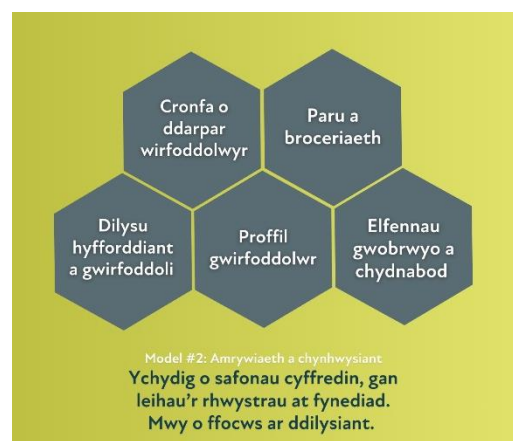 Cronfa o
ddarpar
wirfoddolwyr
Paru a
broceriaeth
Dilysu
hyfforddiant
a gwirfoddoli
Proffil
gwirfoddolwr
Elfennau
gwobrwyo a
chydnabod
Model #2: Amrywiaeth a chynhwysiant
Ychydig o safonau cyffredin, gan
leihau'r rhwystrau at fynediad.
Mwy o ffocws ar ddilysiant.